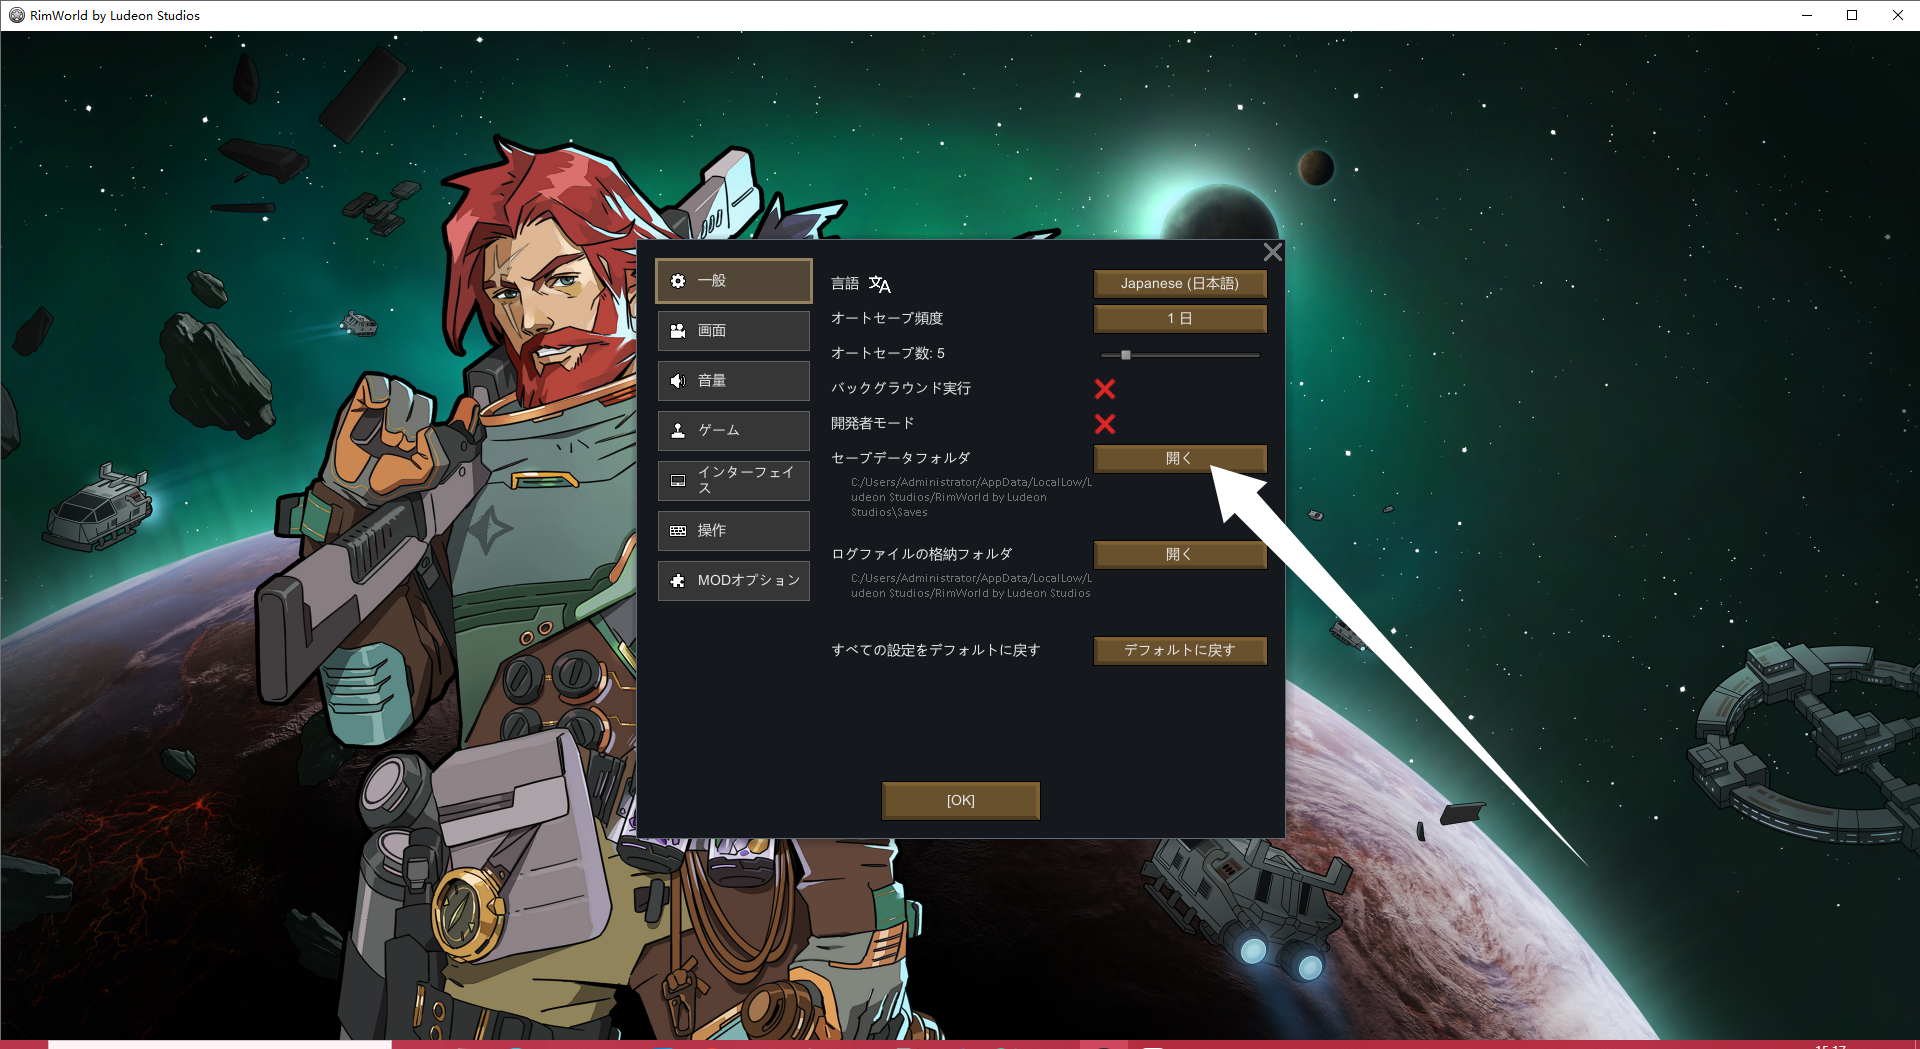 RimWorld by Ludeon Studios
一般
画面
音量
ゲーム
インターフェイ
ス
操作
MODオプション
言語 文A
Japanese (日本語)
オートセーブ頻度
1 日
オートセーブ数: 5
バックグラウンド実行
開発者モード
セーブデータフォルダ
開く
C:/Users/Administrator/AppData/LocalLow/L
udeon Studios/RimWorld by Ludeon
Studios\Saves
ログファイルの格納フォルダ
開く
C:/Users/Administrator/AppData/LocalLow/L
udeon Studios/RimWorld by Ludeon Studios
すべての設定をデフォルトに戻す
デフォルトに戻す
[OK]